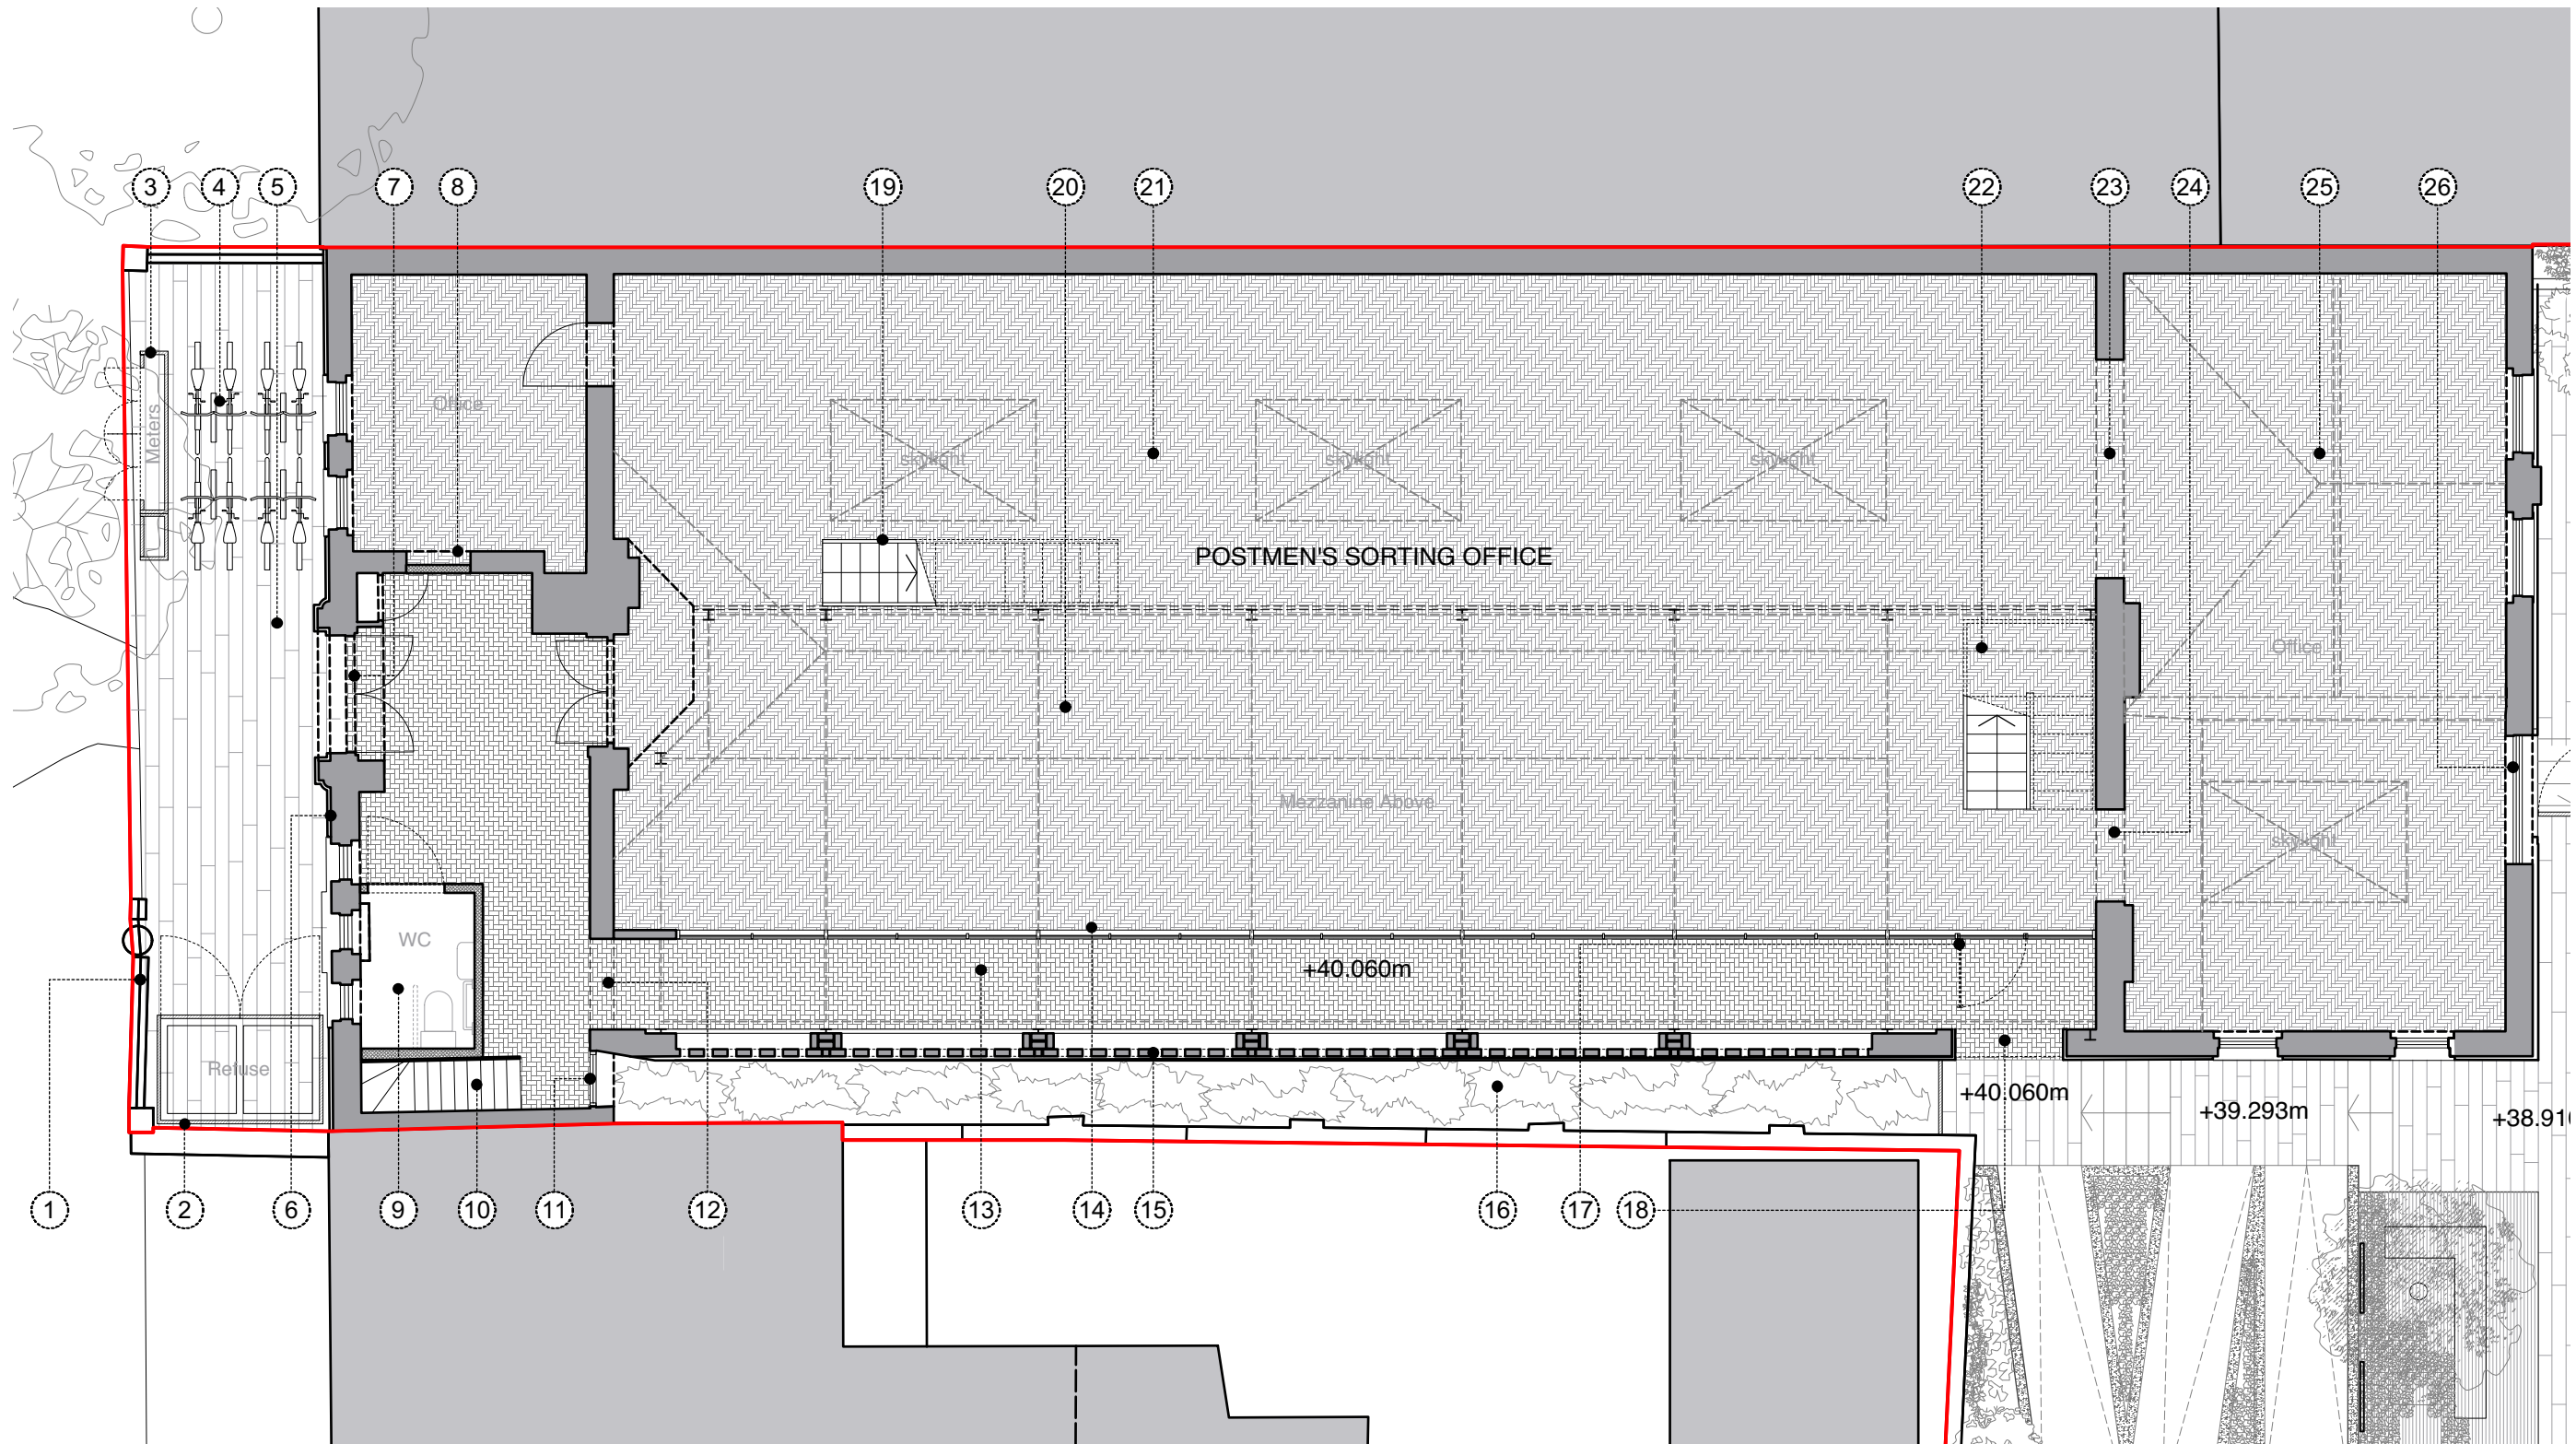 3
4
5
7
8
19
20
21
22
23
24
25
26
Meters
Office
skylight
skylight
skylight
POSTMEN'S SORTING OFFICE
Office
Mezzanine Above
skylight
WC
+40.060m
Refuse
+40.060m
+39.293m
1
2
6
9
10
11
12
13
14
15
16
17
18